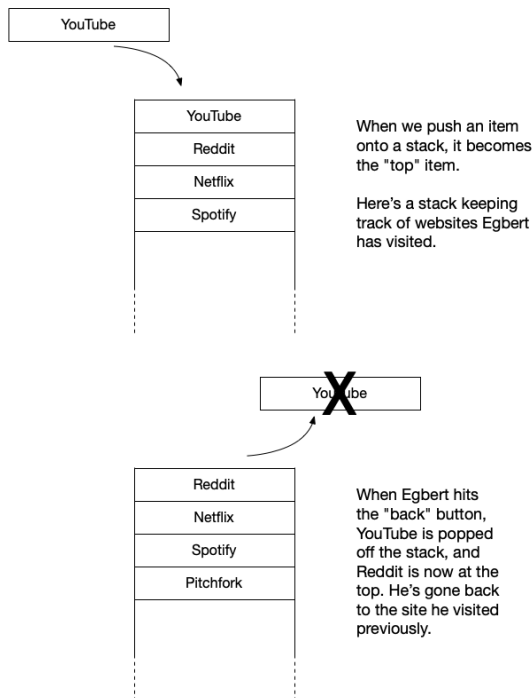 YouTube
YouTube
Reddit
Netflix
Spotify
When we push an item
onto a stack, it becomes
the "top" item.
Here's a stack keeping
track of websites Egbert
has visited.
YouTube
Reddit
Netflix
Spotify
Pitchfork
When Egbert hits
the "back" button,
YouTube is popped
off the stack, and
Reddit is now at the
top. He's gone back
to the site he visited
previously.